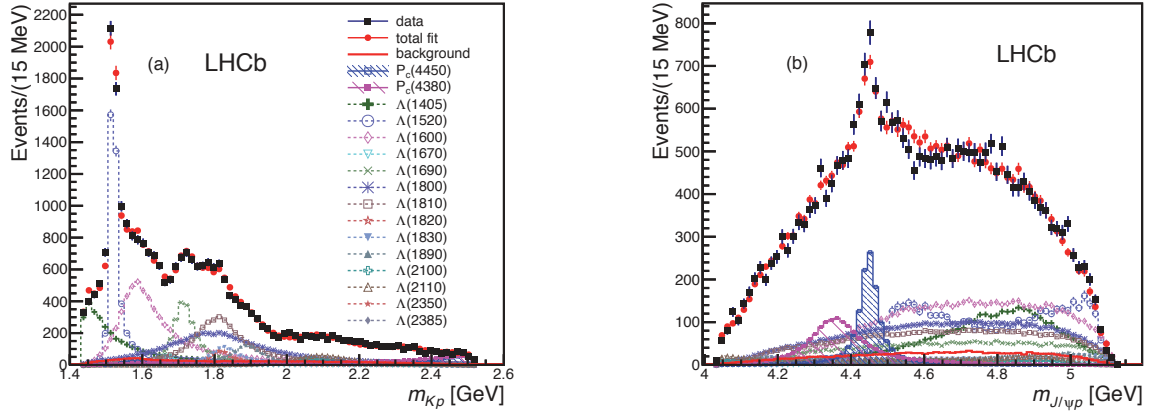 Events/(15 MeV)
2200
2000
1800
1600
1400
1200
1000
800
600
400
200
0
1.4
1.6
1.8
2
2.2
2.4
2.6
m_Kp [GeV]
(a)
LHCb
data
total fit
background
P_c(4450)
P_c(4380)
Λ(1405)
Λ(1520)
Λ(1600)
Λ(1670)
Λ(1690)
Λ(1800)
Λ(1810)
Λ(1820)
Λ(1830)
Λ(1890)
Λ(2100)
Λ(2110)
Λ(2350)
Λ(2385)
Events/(15 MeV)
800
700
600
500
400
300
200
100
0
4
4.2
4.4
4.6
4.8
5
m_J/ψp [GeV]
(b)
LHCb